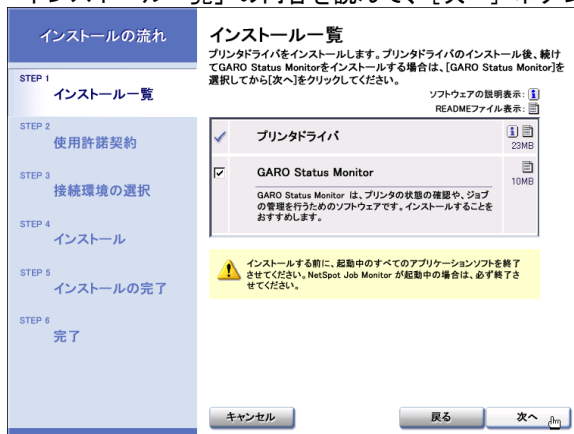 インストールの流れ
STEP 1
インストール一覧
STEP 2
使用許諾契約
STEP 3
接続環境の選択
STEP 4
インストール
STEP 5
インストールの完了
STEP 6
完了
インストール一覧
プリンタドライバをインストールします。プリンタドライバのインストール後、続け
てGARO Status Monitorをインストールする場合は、[GARO Status Monitor]を
選択してから[次へ]をクリックしてください。
ソフトウェアの説明表示:
READMEファイル表示:
プリンタドライバ
23MB
GARO Status Monitor
10MB
GARO Status Monitor は、プリンタの状態の確認や、ジョブ
の管理を行うためのソフトウェアです。インストールすることを
おすすめします。
インストールする前に、起動中のすべてのアプリケーションソフトを終了
させてください。NetSpot Job Monitor が起動中の場合は、必ず終了さ
せてください。
キャンセル
戻る
次へ